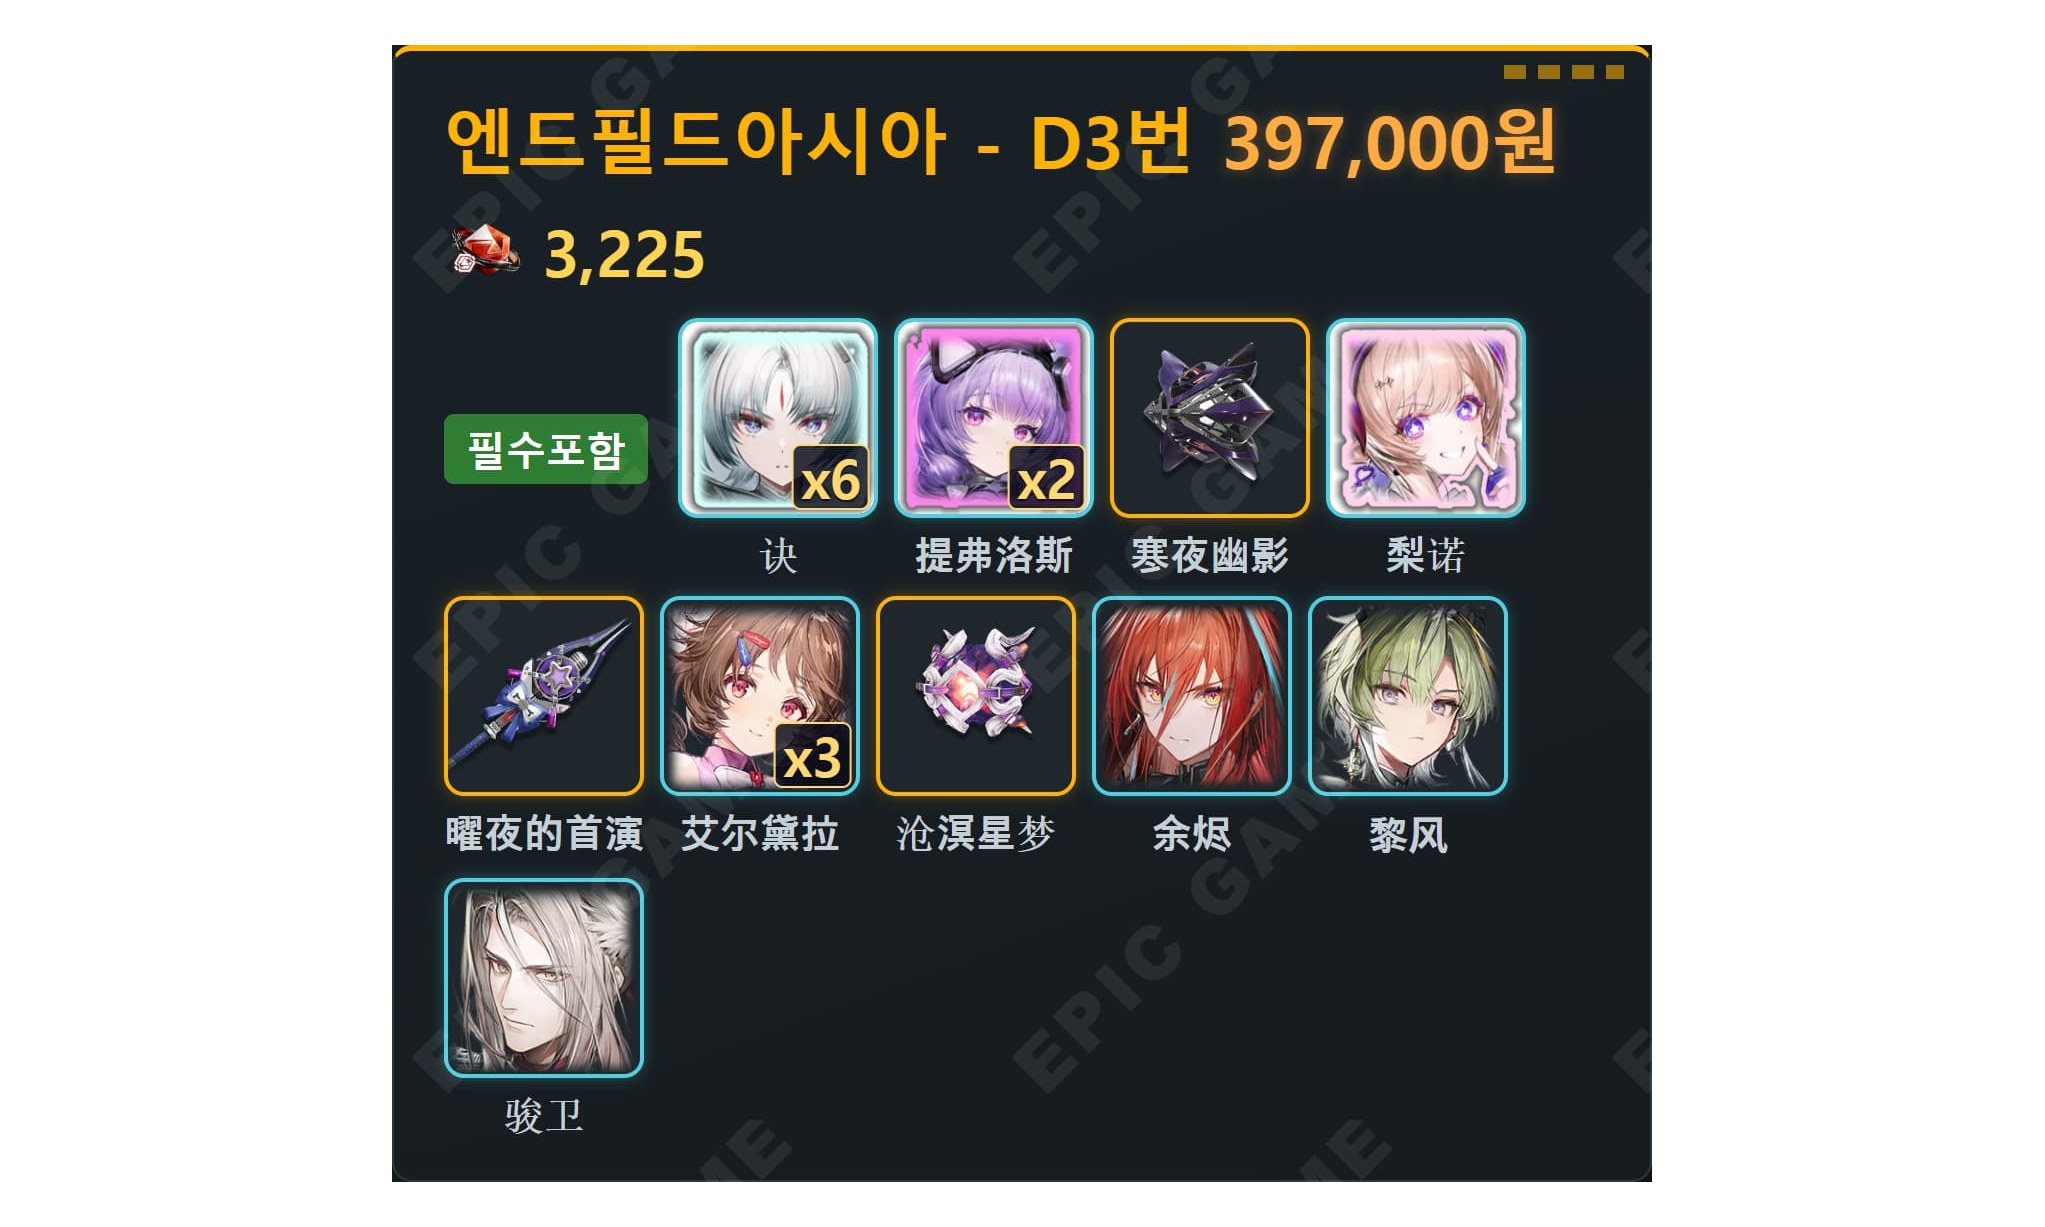 엔드필드아시아 - D3번 397,000원
3,225
필수포함
x6
x2
诀 提弗洛斯 寒夜幽影 梨诺
x3
曜夜的首演 艾尔黛拉 沧溟星梦 余烬 黎风
骏卫
EPIC GAME